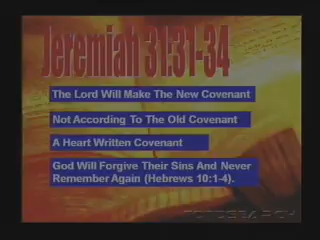 Jeremiah 31:31-34
The Lord Will Make The New Covenant
Not According To The Old Covenant
A Heart Written Covenant
God Will Forgive Their Sins And Never
Remember Again (Hebrews 10:1-4).